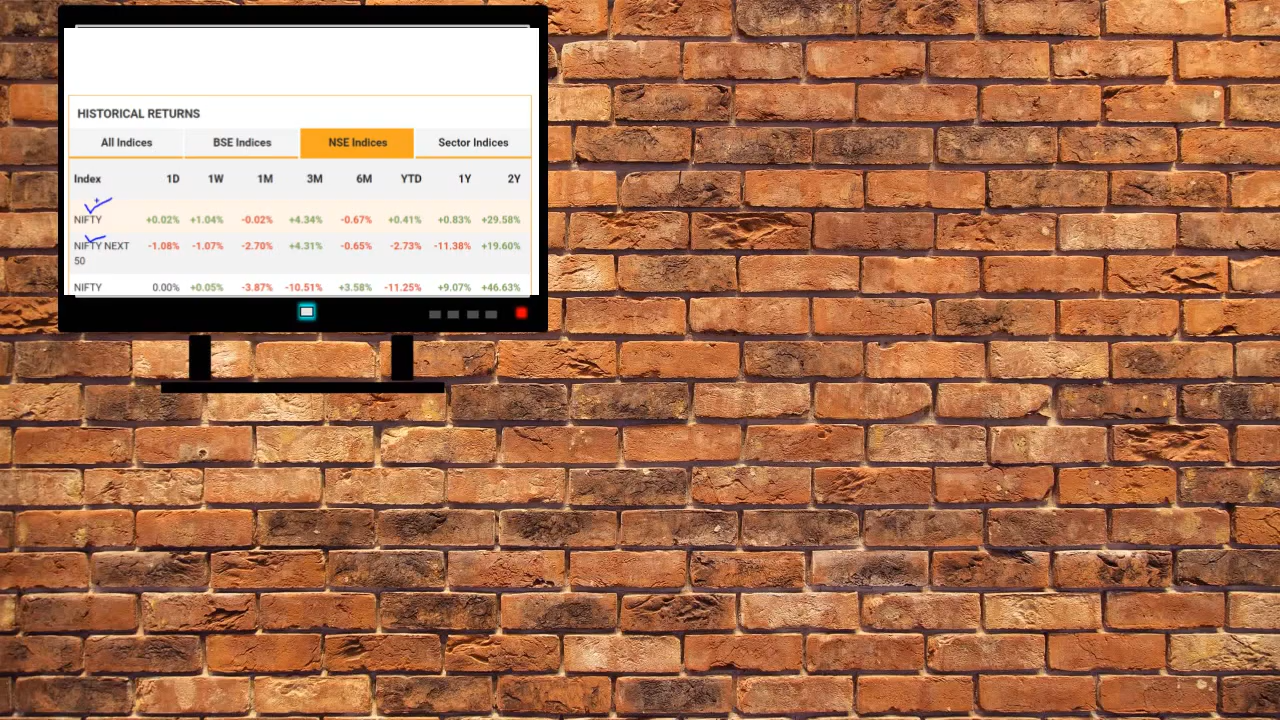 HISTORICAL RETURNS
All Indices BSE Indices NSE Indices Sector Indices
Index 1D 1W 1M 3M 6M YTD 1Y 2Y
NIFTY +0.02% +1.04% -0.02% +4.34% -0.67% +0.41% +0.83% +29.58%
NIFTY NEXT -1.08% -1.07% -2.70% +4.31% -0.65% -2.73% -11.38% +19.60%
50
NIFTY 0.00% +0.05% -3.87% -10.51% +3.58% -11.25% +9.07% +46.63%